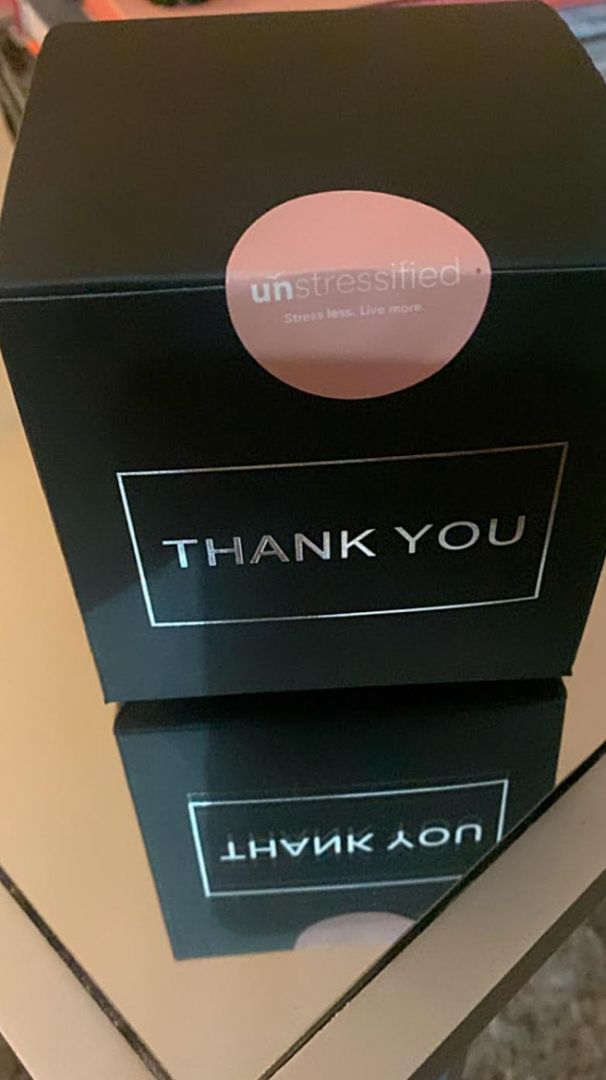 unstressified
Stress less. Live more.
THANK YOU
THANK YOU